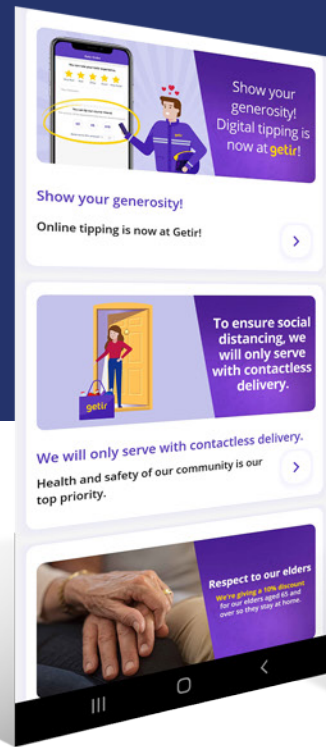 Show your
generosity!
Digital tipping is
now at getir!
Show your generosity!
Online tipping is now at Getir!
To ensure social
distancing, we
will only serve
with contactless
delivery.
getir
We will only serve with contactless delivery.
Health and safety of our community is our
top priority.
Respect to our elders
We're giving a 10% discount
for our elders aged 65 and
over so they stay at home.